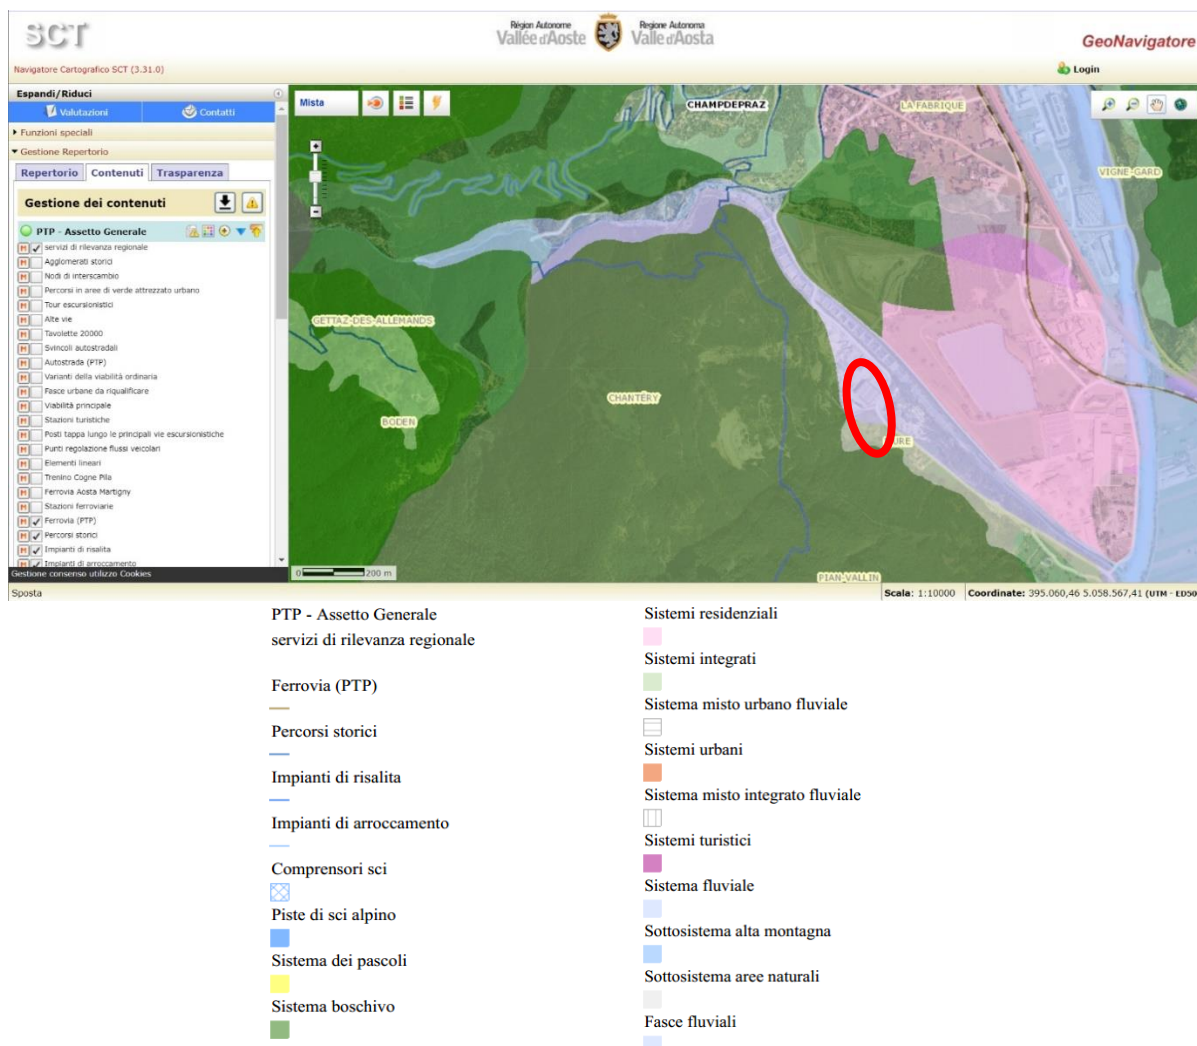 SCT
Région Autonome
Vallée d'Aoste
Regione Autonoma
Valle d'Aosta
GeoNavigatore
Navigatore Cartografico SCT (3.31.0)
Login
Espandi/Riduci
Valutazioni
Contatti
Funzioni speciali
Gestione Repertorio
Repertorio
Contenuti
Trasparenza
Gestione dei contenuti
PTP - Assetto Generale
servizi di rilevanza regionale
Agglomerati storici
Nodi di interscambio
Percorsi in aree di verde attrezzato urbano
Tour escursionistici
Alte vie
Tavolette 20000
Svincoli autostradali
Autostrada (PTP)
Varianti della viabilità ordinaria
Fasce urbane da riqualificare
Viabilità principale
Stazioni turistiche
Posti tappa lungo le principali vie escursionistiche
Punti regolazione flussi veicolari
Elementi lineari
Trenino Cogne Pila
Ferrovia Aosta Martigny
Stazioni ferroviarie
Ferrovia (PTP)
Percorsi storici
Impianti di risalita
Impianti di arroccamento
Gestione consenso utilizzo Cookies
Sposta
Mista
CHAMPDEPRAZ
LA FABRIQUE
VIGNE-GARD
GETTAZ-DES-ALLEMANDS
CHANTÉRY
BODEN
URE
PIAN-VALLIN
0
200 m
Scala: 1:10000
Coordinate: 395.060,46 5.058.567,41 (UTM - ED50
PTP - Assetto Generale
servizi di rilevanza regionale
Ferrovia (PTP)
Percorsi storici
Impianti di risalita
Impianti di arroccamento
Comprensori sci
Piste di sci alpino
Sistema dei pascoli
Sistema boschivo
Sistemi residenziali
Sistemi integrati
Sistema misto urbano fluviale
Sistemi urbani
Sistema misto integrato fluviale
Sistemi turistici
Sistema fluviale
Sottosistema alta montagna
Sottosistema aree naturali
Fasce fluviali